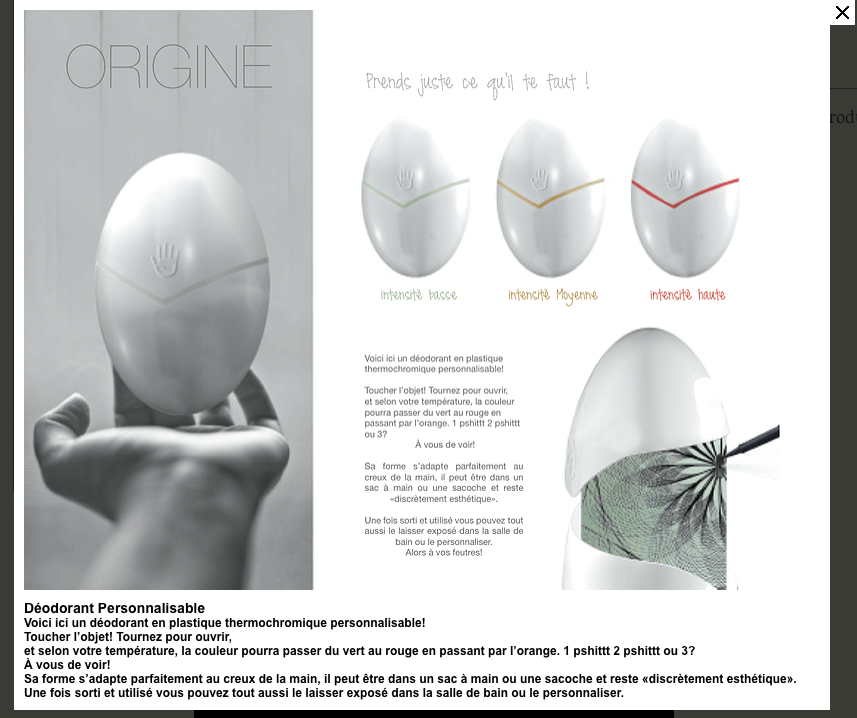 ORIGINE
Prends juste ce qu'il te faut !
intensité basse
intensité Moyenne
intensité haute
Voici ici un déodorant en plastique
thermochromique personnalisable!
Toucher l'objet! Tournez pour ouvrir,
et selon votre température, la couleur
pourra passer du vert au rouge en
passant par l'orange. 1 pshittt 2 pshittt
ou 3?
À vous de voir!
Sa forme s'adapte parfaitement au
creux de la main, il peut être dans un
sac à main ou une sacoche et reste
«discrètement esthétique».
Une fois sorti et utilisé vous pouvez tout
aussi le laisser exposé dans la salle de
bain ou le personnaliser.
Alors à vos feutres!
Déodorant Personnalisable
Voici ici un déodorant en plastique thermochromique personnalisable!
Toucher l'objet! Tournez pour ouvrir,
et selon votre température, la couleur pourra passer du vert au rouge en passant par l'orange. 1 pshittt 2 pshittt ou 3?
À vous de voir!
Sa forme s'adapte parfaitement au creux de la main, il peut être dans un sac à main ou une sacoche et reste «discrètement esthétique».
Une fois sorti et utilisé vous pouvez tout aussi le laisser exposé dans la salle de bain ou le personnaliser.